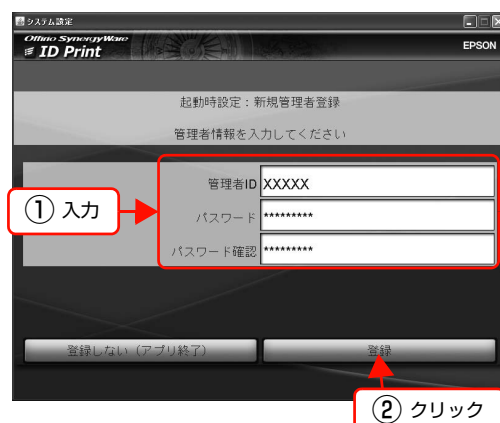 システム設定
Offirio SynergyWare
ID Print
EPSON
起動時設定：新規管理者登録
管理者情報を入力してください
管理者ID XXXXX
① 入力
パスワード *********
パスワード確認 *********
登録しない（アプリ終了） 登録
② クリック